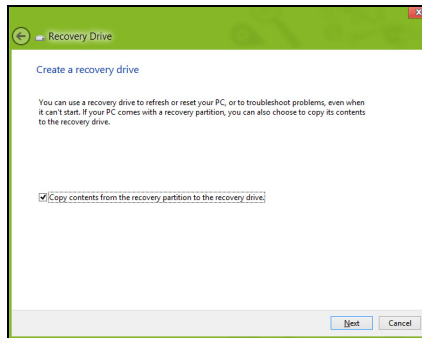 Recovery Drive
Create a recovery drive
You can use a recovery drive to refresh or reset your PC, or to troubleshoot problems, even when
it can't start. If your PC comes with a recovery partition, you can also choose to copy its contents
to the recovery drive.
Copy contents from the recovery partition to the recovery drive.
Next Cancel